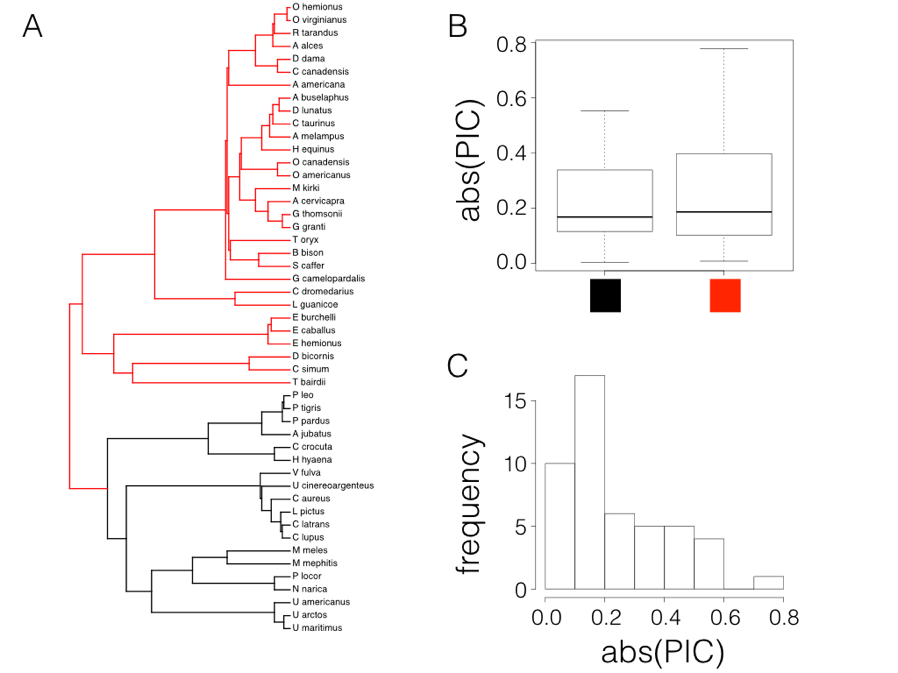 A
O hemionus
O virginianus
R tarandus
A alces
D dama
C canadensis
A americana
A buselaphus
D lunatus
C taurinus
A melampus
H equinus
O canadensis
O americanus
M kirki
A cervicapra
G thomsonii
G granti
T oryx
B bison
S caffer
G camelopardalis
C dromedarius
L guanicoe
E burchelli
E caballus
E hemionus
D bicornis
C simum
T bairdii
P leo
P tigris
P pardus
A jubatus
C crocuta
H hyaena
V fulva
U cinereoargenteus
C aureus
L pictus
C latrans
C lupus
M meles
M mephitis
P locor
N narica
U americanus
U arctos
U maritimus
B
abs(PIC)
0.8
0.6
0.4
0.2
0.0
C
frequency
15
10
5
0
0.0 0.2 0.4 0.6 0.8
abs(PIC)